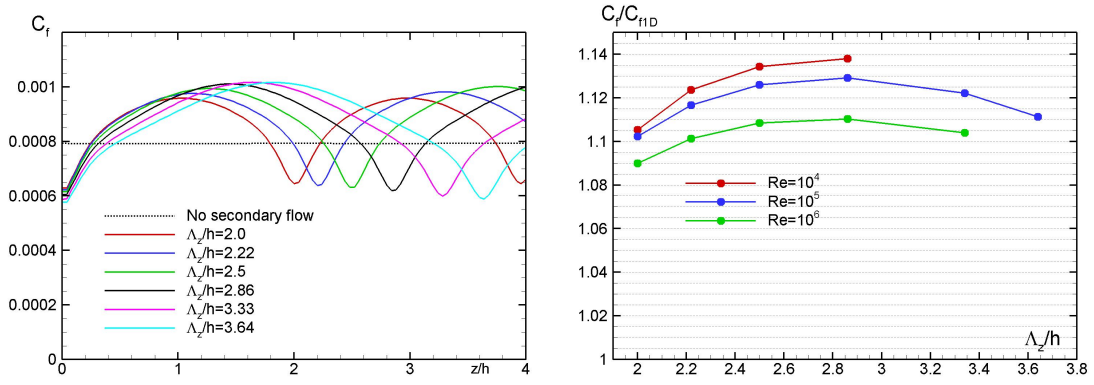 C_f
0.001
0.0008
0.0006
0.0004
0.0002
0
No secondary flow
Λ_z/h=2.0
Λ_z/h=2.22
Λ_z/h=2.5
Λ_z/h=2.86
Λ_z/h=3.33
Λ_z/h=3.64
0 1 2 3 z/h 4
C_f/C_f1D
1.14
1.12
1.1
1.08
1.06
1.04
1.02
1
Re=10^4
Re=10^5
Re=10^6
Λ_z/h
2 2.2 2.4 2.6 2.8 3 3.2 3.4 3.6 3.8